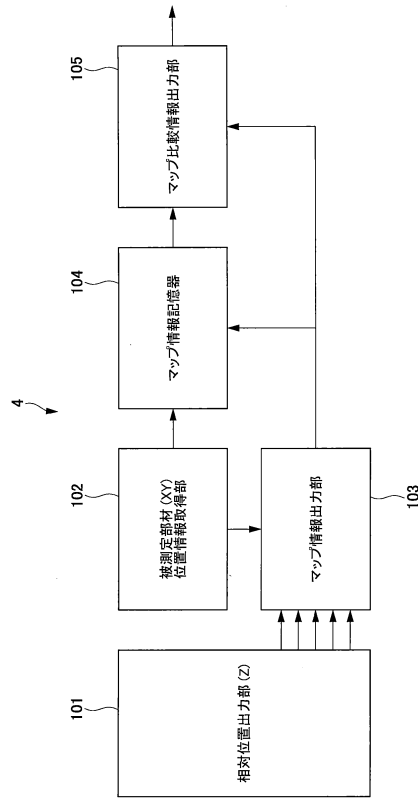 4
101
相対位置出力部(Z)
102
被測定部材(XY)
位置情報取得部
103
マップ情報出力部
104
マップ情報記憶器
105
マップ比較情報出力部